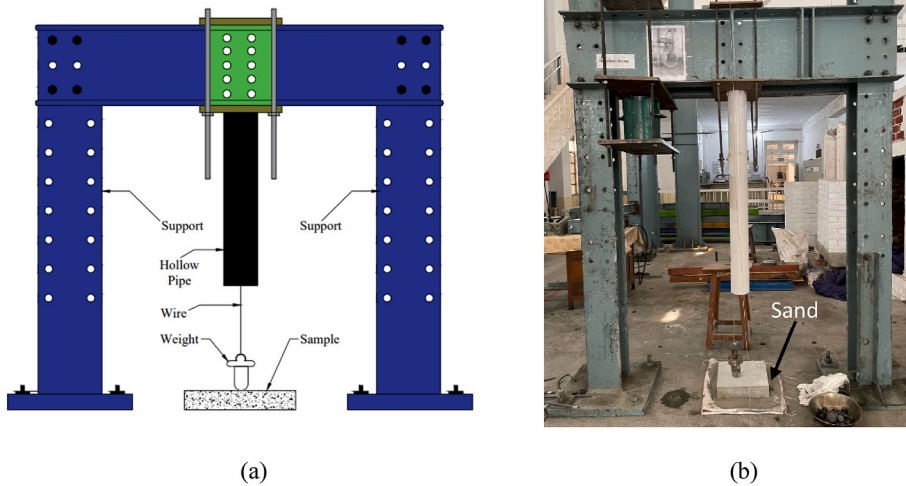 Support
Support
Hollow
Pipe
Wire
Weight
Sample
Sand
(a)
(b)